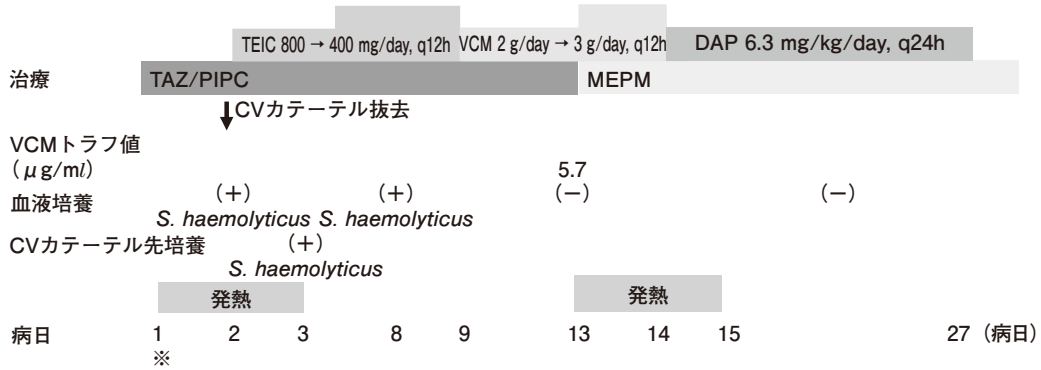 TEIC 800 → 400 mg/day, q12h VCM 2 g/day → 3 g/day, q12h DAP 6.3 mg/kg/day, q24h
治療 TAZ/PIPC MEPM
CVカテーテル抜去
VCMトラフ値
(μg/ml) 5.7
血液培養 (+) (+) (−) (−)
S. haemolyticus S. haemolyticus
CVカテーテル先培養 (+)
S. haemolyticus
発熱 発熱
病日 1 2 3 8 9 13 14 15 27 (病日)
※